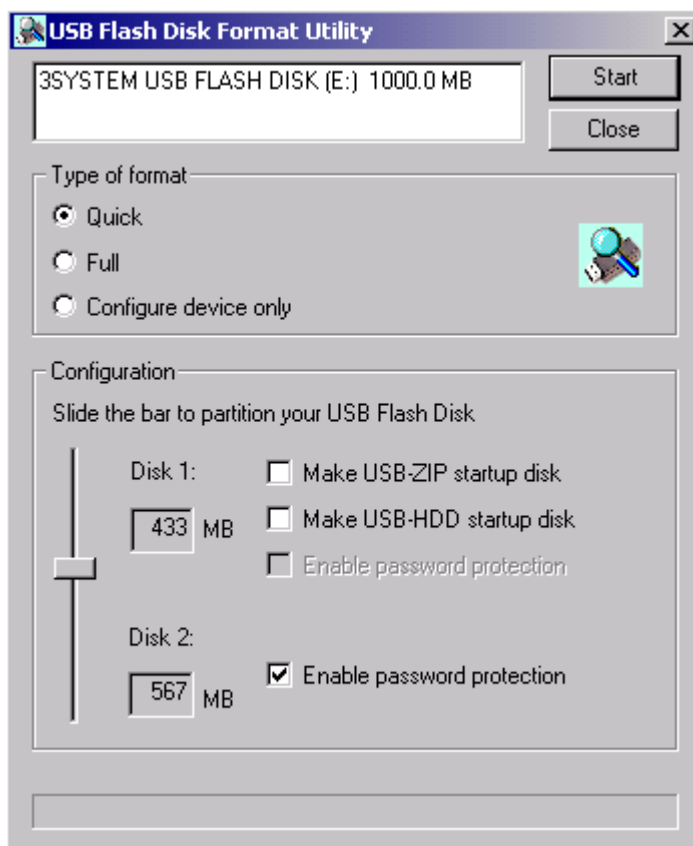 USB Flash Disk Format Utility
3SYSTEM USB FLASH DISK (E:) 1000.0 MB
Start
Close
Type of format
Quick
Full
Configure device only
Configuration
Slide the bar to partition your USB Flash Disk
Disk 1:
433 MB
Make USB-ZIP startup disk
Make USB-HDD startup disk
Enable password protection
Disk 2:
567 MB
Enable password protection